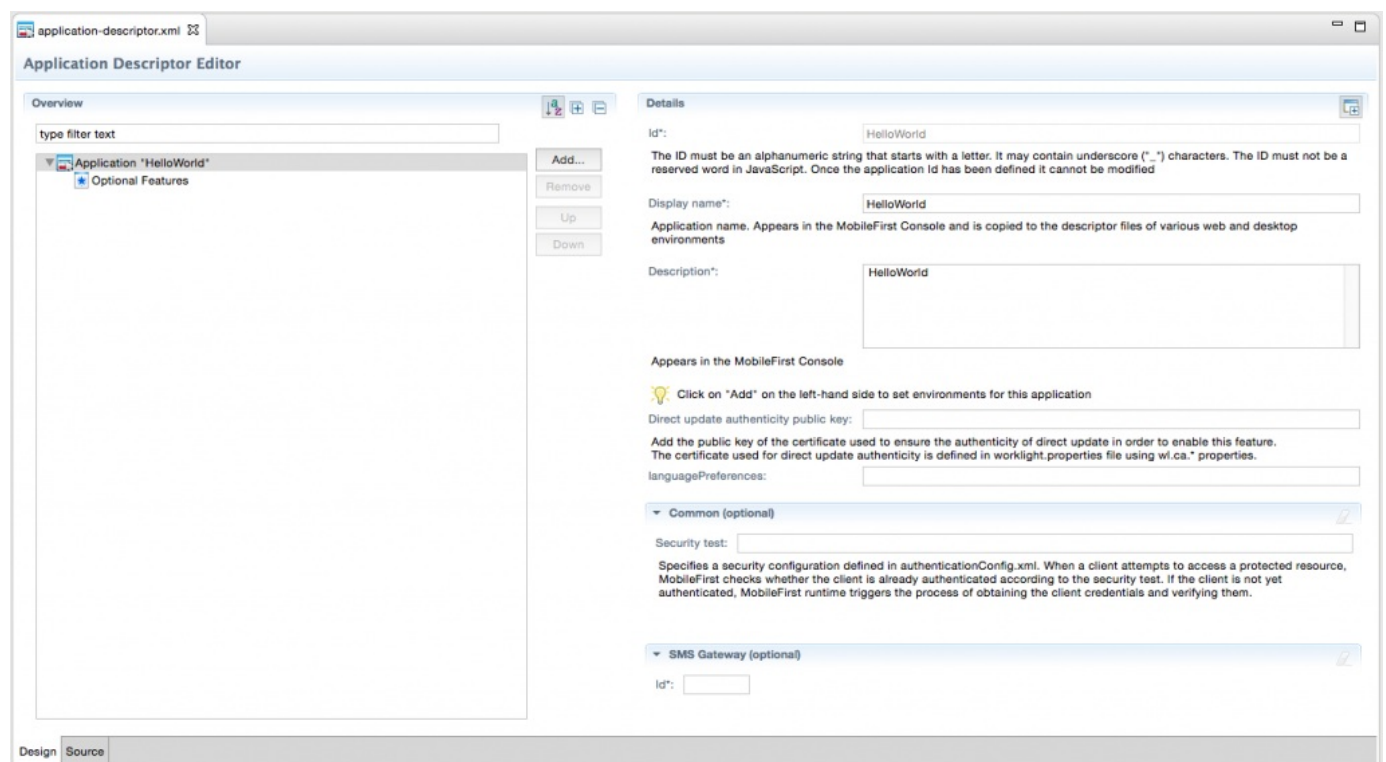 application-descriptor.xml
Application Descriptor Editor
Overview
type filter text
Application "HelloWorld"
Optional Features
Add...
Remove
Up
Down
Details
Id*:
HelloWorld
The ID must be an alphanumeric string that starts with a letter. It may contain underscore ("_") characters. The ID must not be a
reserved word in JavaScript. Once the application Id has been defined it cannot be modified
Display name*:
HelloWorld
Application name. Appears in the MobileFirst Console and is copied to the descriptor files of various web and desktop
environments
Description*:
HelloWorld
Appears in the MobileFirst Console
Click on "Add" on the left-hand side to set environments for this application
Direct update authenticity public key:
Add the public key of the certificate used to ensure the authenticity of direct update in order to enable this feature.
The certificate used for direct update authenticity is defined in worklight.properties file using wl.ca.* properties.
languagePreferences:
Common (optional)
Security test:
Specifies a security configuration defined in authenticationConfig.xml. When a client attempts to access a protected resource,
MobileFirst checks whether the client is already authenticated according to the security test. If the client is not yet
authenticated, MobileFirst runtime triggers the process of obtaining the client credentials and verifying them.
SMS Gateway (optional)
Id*:
Design Source